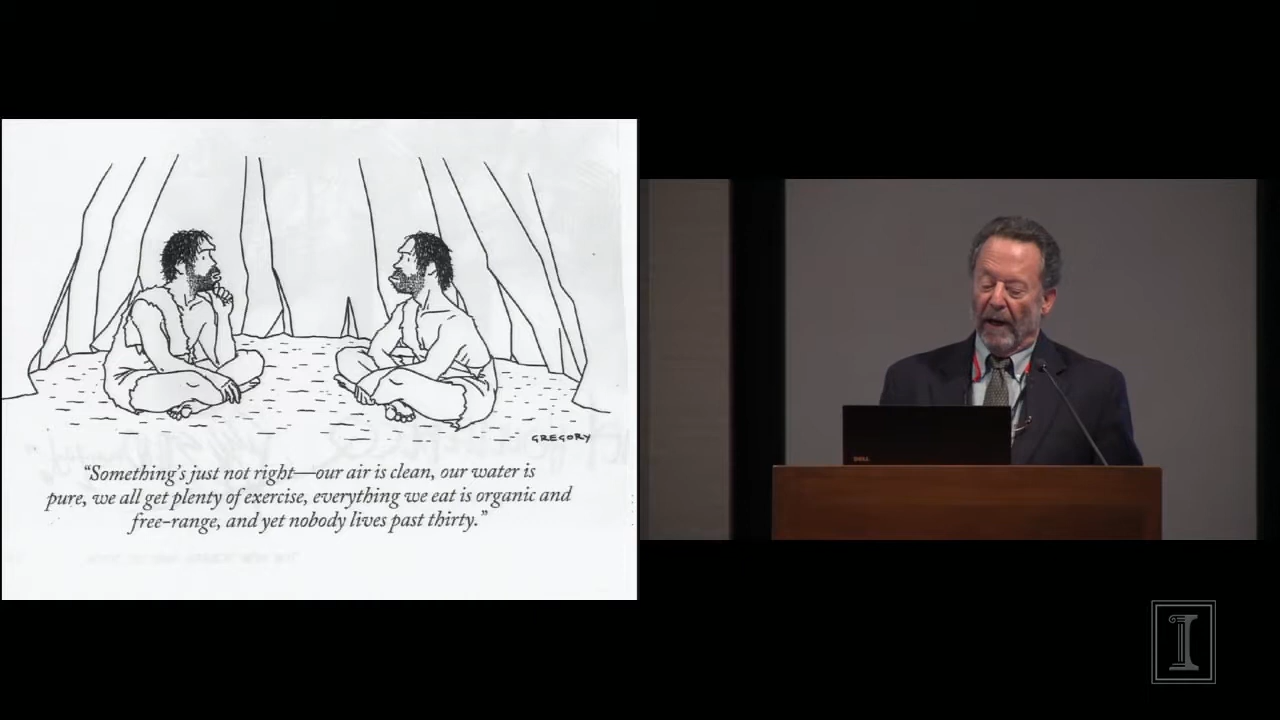 GREGORY
“Something’s just not right—our air is clean, our water is
pure, we all get plenty of exercise, everything we eat is organic and
free-range, and yet nobody lives past thirty.”
DELL
I